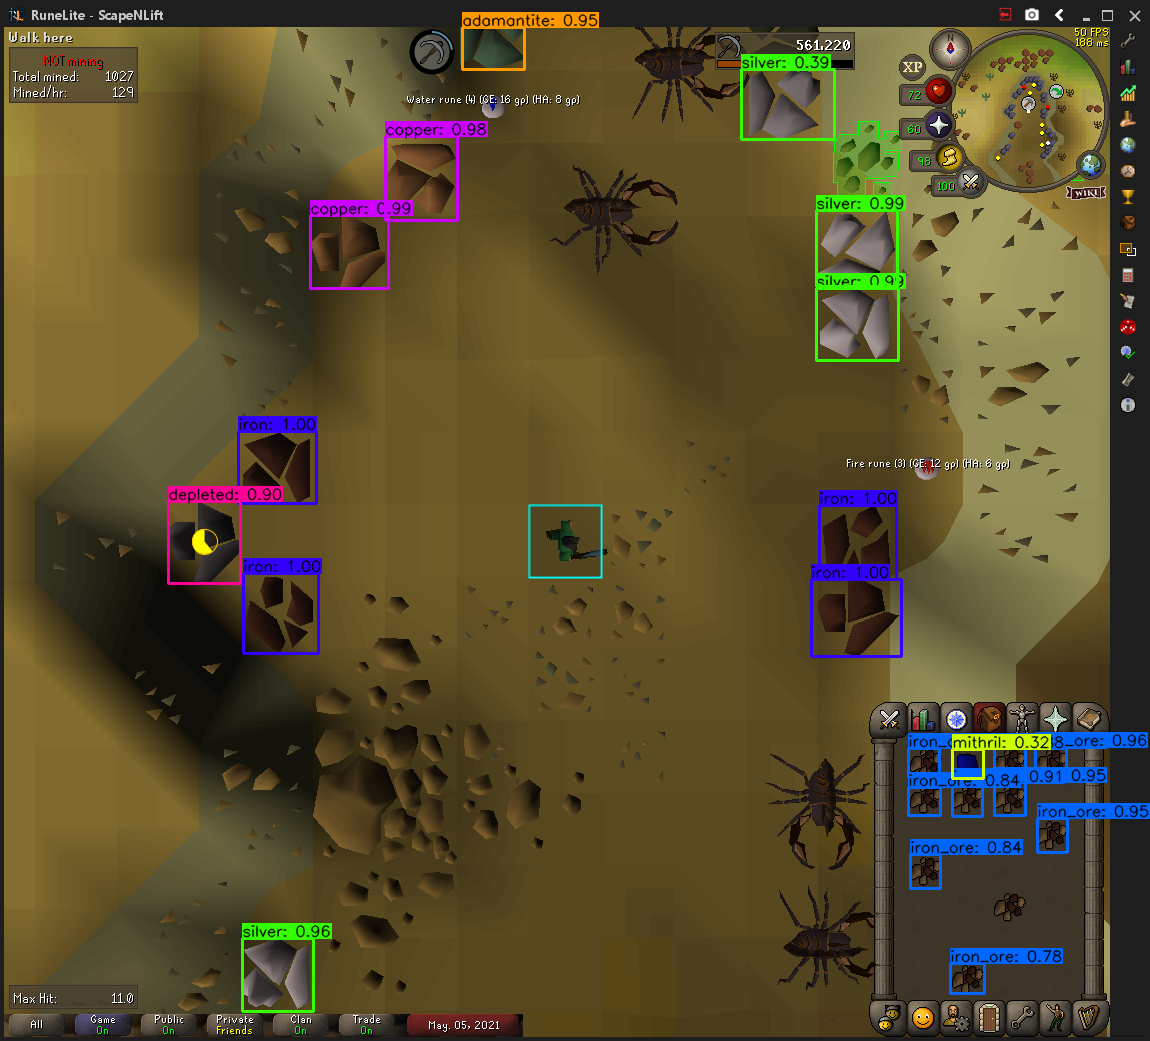 RuneLite - ScapeNLift
Walk here
NOT mining
Total mined: 1027
Mined/hr: 129
adamantite: 0.95
561,220
50 FPS
188 ms
silver: 0.39
XP
N
72
Water rune (4) (GE: 16 gp) (HA: 8 gp)
copper: 0.98
60
98
100
WIKI
copper: 0.99
silver: 0.99
silver: 0.99
iron: 1.00
Fire rune (3) (GE: 12 gp) (HA: 6 gp)
depleted: 0.90
iron: 1.00
iron: 1.00
iron: 1.00
mithril: 0.32
_ore: 0.96
0.84
0.91
0.95
iron_ore: 0.95
iron_ore: 0.84
silver: 0.96
iron_ore: 0.78
Max Hit: 11.0
All
Game
On
Public
On
Private
Friends
Clan
On
Trade
On
May. 05, 2021